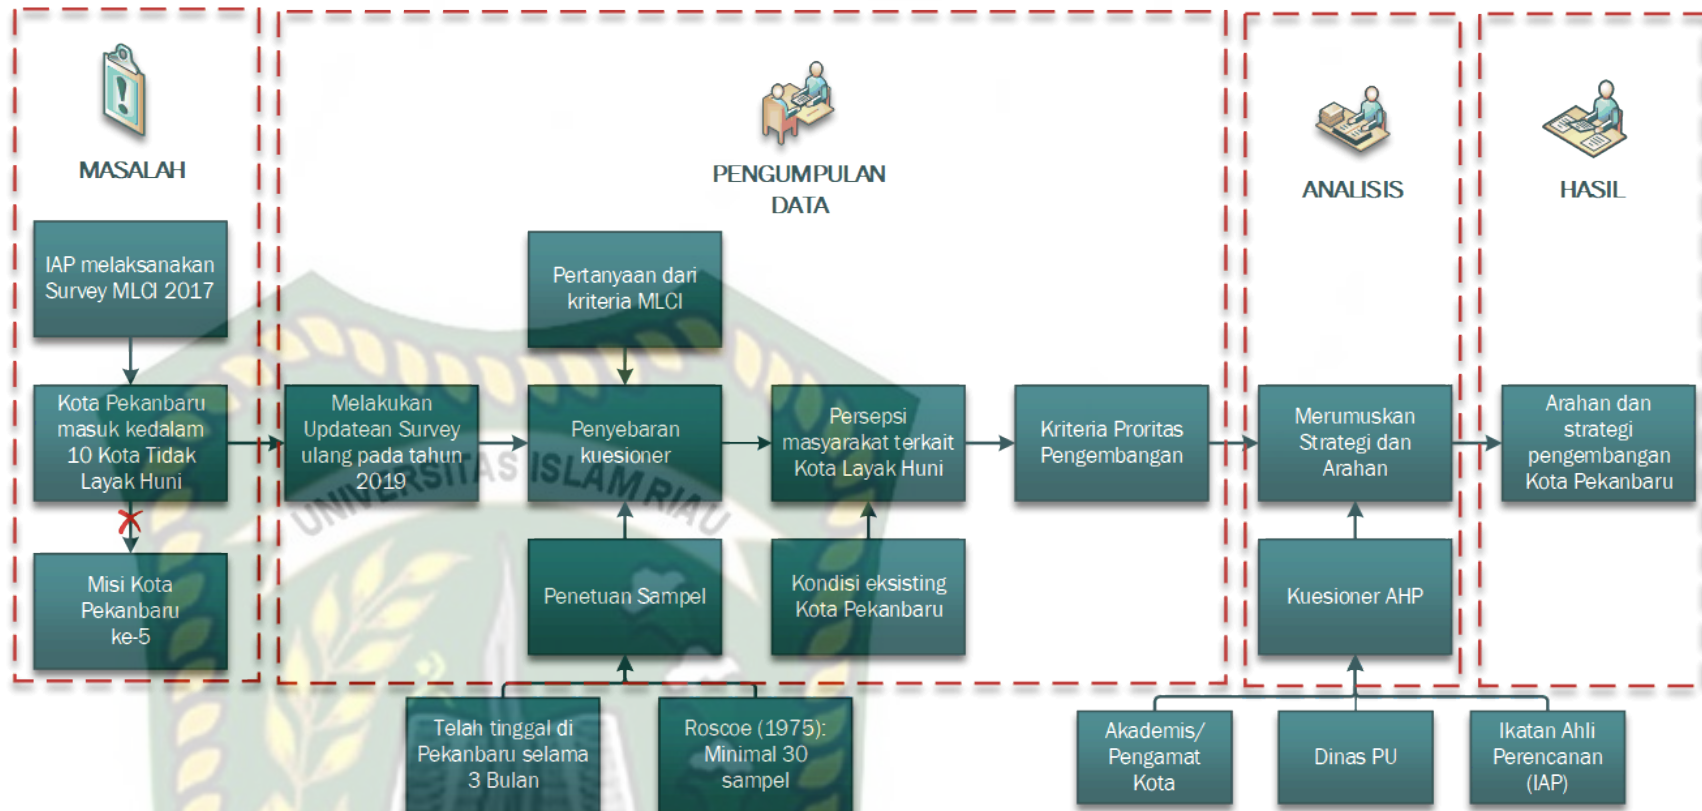 MASALAH
IAP melaksanakan
Survey MLCI 2017
Kota Pekanbaru
masuk kedalam
10 Kota Tidak
Layak Huni
Misi Kota
Pekanbaru
ke-5
PENGUMPULAN
DATA
Pertanyaan dari
kriteria MLCI
Melakukan
Updatean Survey
ulang pada tahun
2019
Penyebaran
kuesioner
Persepsi
masyarakat terkait
Kota Layak Huni
Kriteria Proritas
Pengembangan
Penetuan Sampel
Kondisi eksisting
Kota Pekanbaru
Telah tinggal di
Pekanbaru selama
3 Bulan
Roscoe (1975):
Minimal 30
sampel
ANALISIS
Merumuskan
Strategi dan
Arahan
Kuesioner AHP
Akademis/
Pengamat
Kota
Dinas PU
Ikatan Ahli
Perencanan
(IAP)
HASIL
Arahan dan
strategi
pengembangan
Kota Pekanbaru
UNIVERSITAS ISLAM RIAU